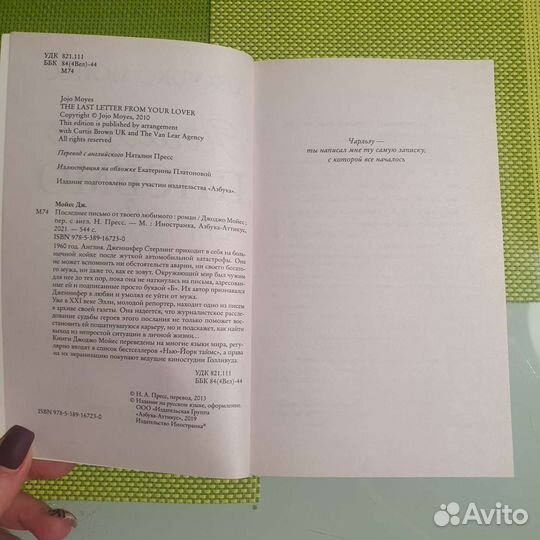 УДК 821.111
ББК 84(4Вел)-44
М74
Jojo Moyes
THE LAST LETTER FROM YOUR LOVER
Copyright © Jojo Moyes, 2010
This edition is published by arrangement
with Curtis Brown UK and The Van Lear Agency
All rights reserved
Перевод с английского Наталии Пресс
Иллюстрация на обложке Екатерины Платоновой
Издание подготовлено при участии издательства «Азбука».
Мойес Дж.
М74 Последнее письмо от твоего любимого : роман / Джоджо Мойес ;
пер. с англ. Н. Пресс. — М. : Иностранка, Азбука-Аттикус,
2021. — 544 с.
ISBN 978-5-389-16723-0
1960 год. Англия. Дженнифер Стерлинг приходит в себя на боль-
ничной койке после жуткой автомобильной катастрофы. Она
не может вспомнить ни обстоятельств аварии, ни своего богато-
го мужа, ни даже то, как ее зовут. Окружающий мир был чужим
для нее до тех пор, пока она не наткнулась на письма, адресован-
ные ей и подписанные просто буквой «Б». Их автор признавался
Дженнифер в любви и умолял ее уйти от мужа.
Уже в XXI веке Элли, молодой репортер, находит одно из писем
в архиве своей газеты. Она надеется, что журналистское рассле-
дование судьбы героев этого послания не только поможет вос-
становить ей пошатнувшуюся карьеру, но и подскажет, как найти
выход из непростой ситуации в личной жизни...
Книги Джоджо Мойес переведены на многие языки мира, регу-
лярно входят в список бестселлеров «Нью-Йорк таймс», а права
на их экранизацию покупают ведущие киностудии Голливуда.
УДК 821.111
ББК 84(4Вел)-44
© Н. А. Пресс, перевод, 2013
© Издание на русском языке, оформление.
ООО «Издательская Группа
«Азбука-Аттикус», 2019
Издательство Иностранка®
ISBN 978-5-389-16723-0
Чарльзу —
ты написал мне ту самую записку,
с которой все началось
Avito